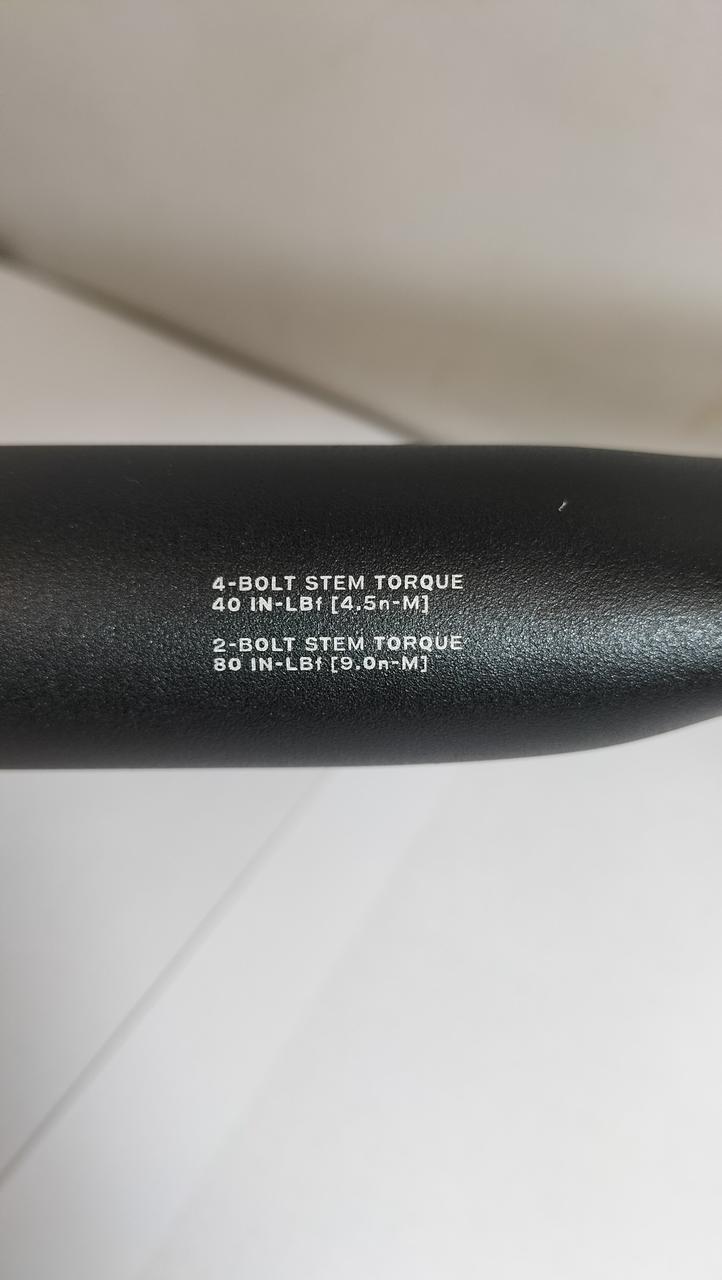 4-BOLT STEM TORQUE
40 IN-LBf [4.5n-M]
2-BOLT STEM TORQUE
80 IN-LBf [9.0n-M]